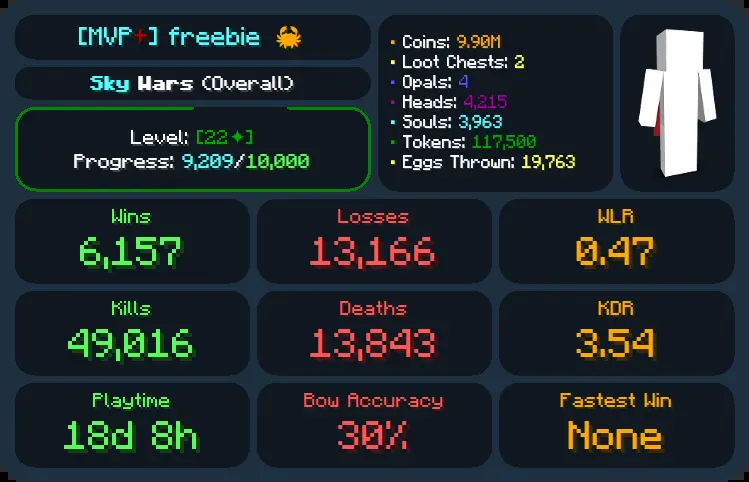 [MVP+] freebie 🦀
Sky Wars (Overall)
Level: [22✦]
Progress: 9,209/10,000
• Coins: 9.90M
• Loot Chests: 2
• Opals: 4
• Heads: 4,215
• Souls: 3,963
• Tokens: 117,500
• Eggs Thrown: 19,763
Wins
6,157
Losses
13,166
WLR
0.47
Kills
49,016
Deaths
13,843
KDR
3.54
Playtime
18d 8h
Bow Accuracy
30%
Fastest Win
None